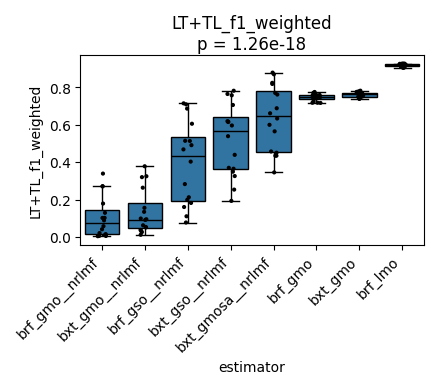 LT+TL_f1_weighted
p = 1.26e-18
LT+TL_f1_weighted
0.8
0.6
0.4
0.2
0.0
brf_gmo__nrlmf
bxt_gmo__nrlmf
brf_gso__nrlmf
bxt_gso__nrlmf
bxt_gmosa__nrlmf
brf_gmo
bxt_gmo
brf_lmo
estimator